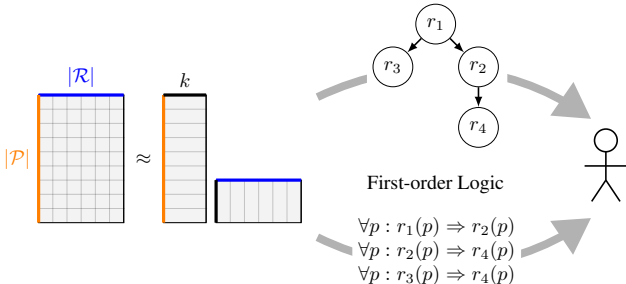 |𝓡|
k
|𝓟|
≈
r₁
r₃
r₂
r₄
First-order Logic
∀p : r₁(p) ⇒ r₂(p)
∀p : r₂(p) ⇒ r₄(p)
∀p : r₃(p) ⇒ r₄(p)